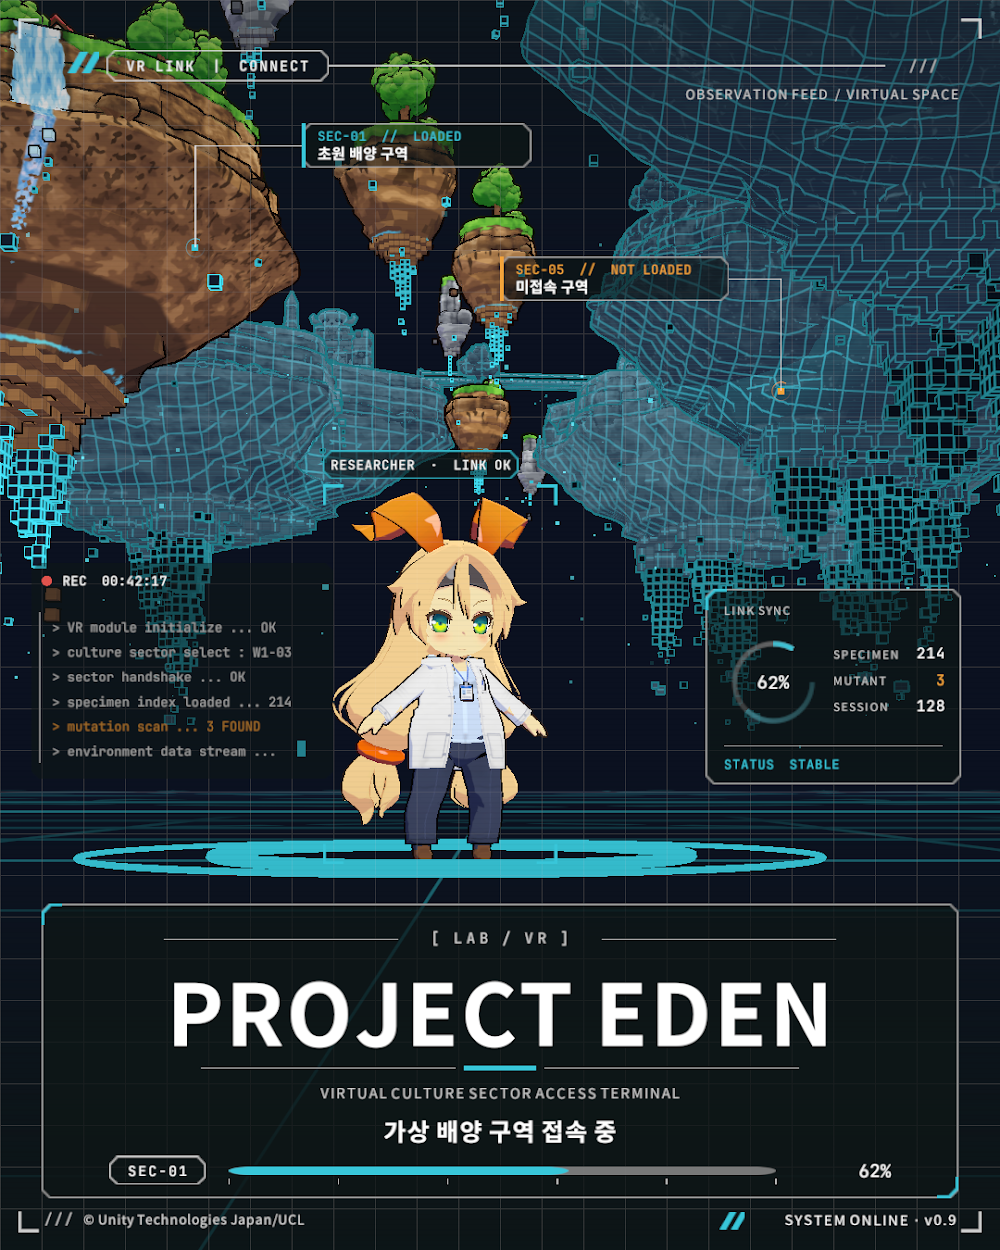 VR LINK | CONNECT
///
OBSERVATION FEED / VIRTUAL SPACE
SEC-01 // LOADED
초원 배양 구역
SEC-05 // NOT LOADED
미접속 구역
RESEARCHER · LINK OK
REC 00:42:17
> VR module initialize ... OK
> culture sector select : W1-03
> sector handshake ... OK
> specimen index loaded ... 214
> mutation scan ... 3 FOUND
> environment data stream ...
LINK SYNC
62%
SPECIMEN 214
MUTANT 3
SESSION 128
STATUS STABLE
[ LAB / VR ]
PROJECT EDEN
VIRTUAL CULTURE SECTOR ACCESS TERMINAL
가상 배양 구역 접속 중
SEC-01 62%
/// © Unity Technologies Japan/UCL
// SYSTEM ONLINE · v0.9